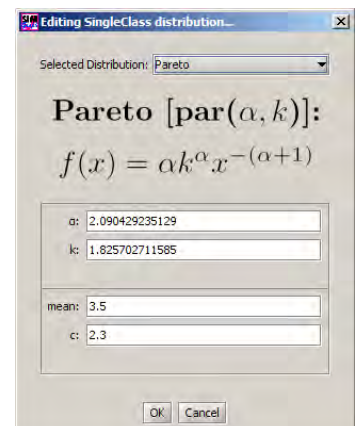 Editing SingleClass distribution...
Selected Distribution: Pareto
Pareto [par(α, k)]:
f(x) = αk^α x^−(α+1)
α: 2.090429235129
k: 1.825702711585
mean: 3.5
c: 2.3
OK Cancel